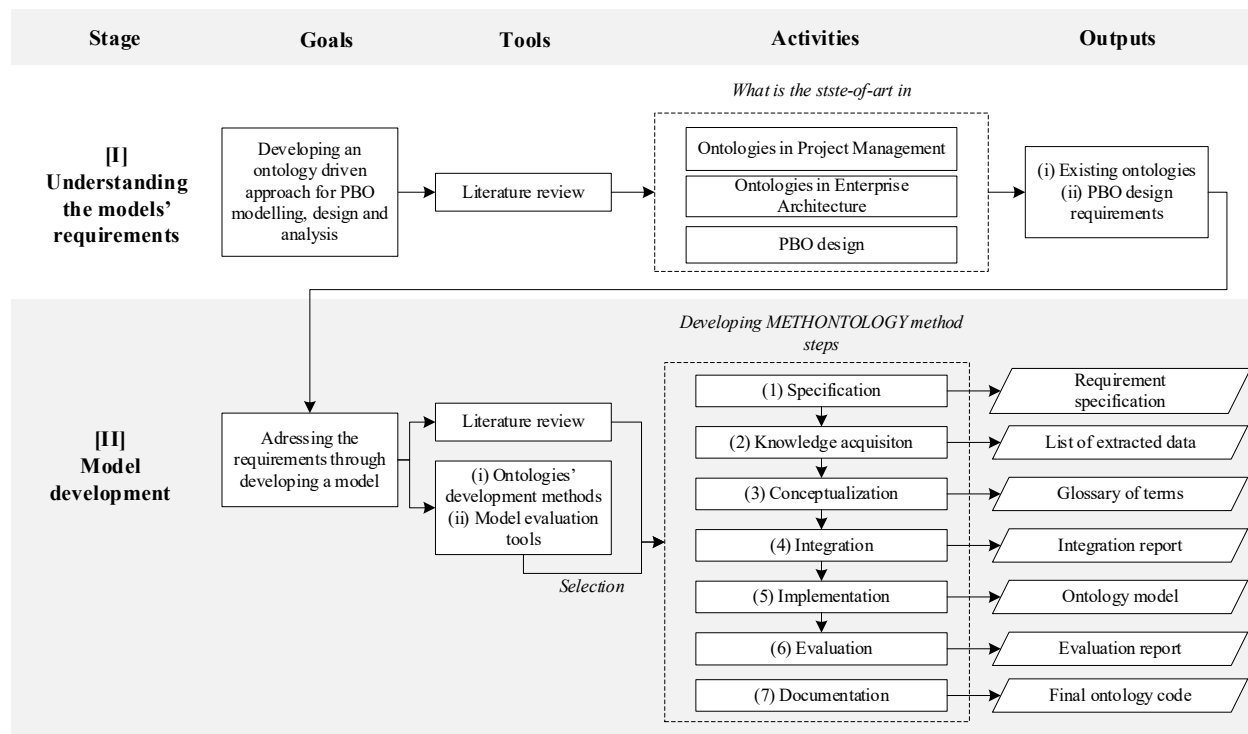 Stage
Goals
Tools
Activities
Outputs
What is the stste-of-art in
[I]
Understanding
the models’
requirements
Developing an
ontology driven
approach for PBO
modelling, design and
analysis
Literature review
Ontologies in Project Management
Ontologies in Enterprise
Architecture
PBO design
(i) Existing ontologies
(ii) PBO design
requirements
Developing METHONTOLOGY method
steps
[II]
Model
development
Adressing the
requirements through
developing a model
Literature review
(i) Ontologies’
development methods
(ii) Model evaluation
tools
Selection
(1) Specification
Requirement
specification
(2) Knowledge acquisiton
List of extracted data
(3) Conceptualization
Glossary of terms
(4) Integration
Integration report
(5) Implementation
Ontology model
(6) Evaluation
Evaluation report
(7) Documentation
Final ontology code